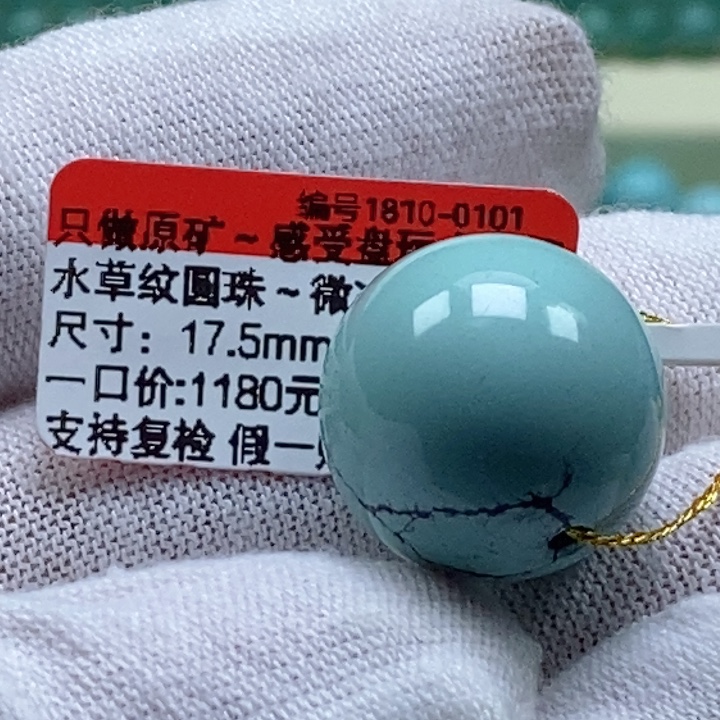 编号1810-0101
只做原矿~感受盘玩
水草纹圆珠~微
尺寸：17.5mm
一口价:1180元
支持复检 假一